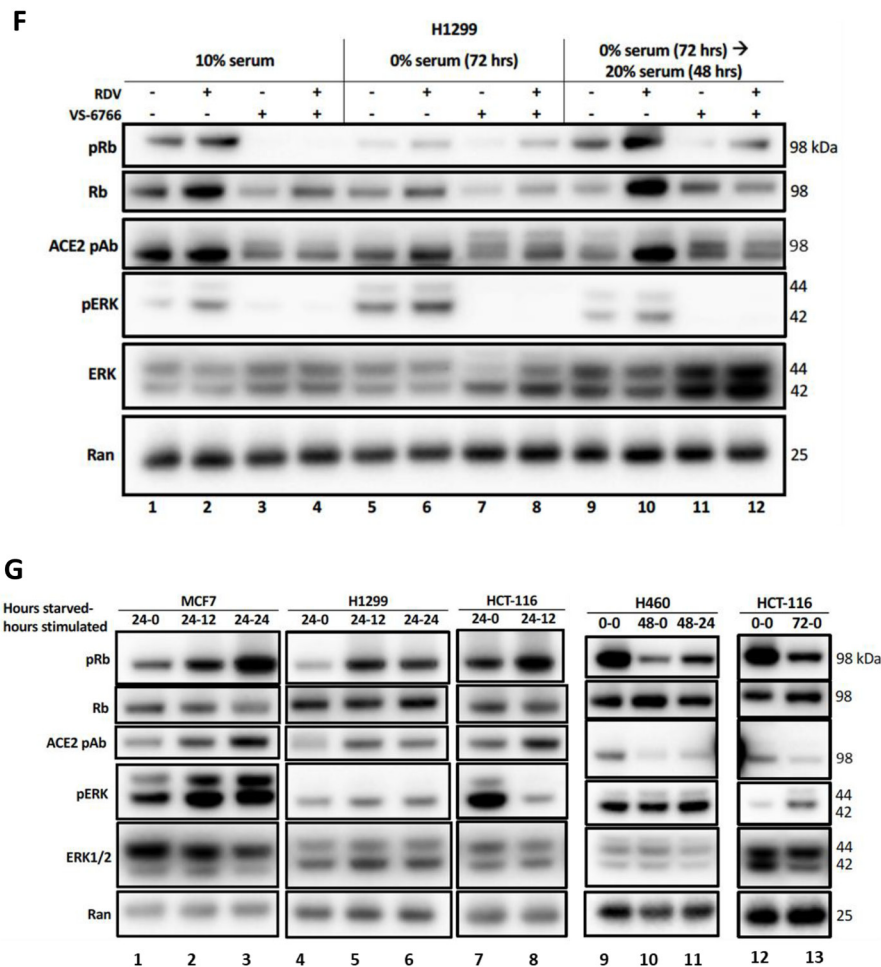 F
H1299
10% serum 0% serum (72 hrs) 0% serum (72 hrs) → 20% serum (48 hrs)
RDV - + - + - + - + - + - +
VS-6766 - - + + - - + + - - + +
pRb 98 kDa
Rb 98
ACE2 pAb 98
pERK 44 42
ERK 44 42
Ran 25
1 2 3 4 5 6 7 8 9 10 11 12
G
MCF7 H1299 HCT-116 H460 HCT-116
Hours starved-
hours stimulated 24-0 24-12 24-24 24-0 24-12 24-24 24-0 24-12 0-0 48-0 48-24 0-0 72-0
pRb 98 kDa
Rb 98
ACE2 pAb 98
pERK 44 42
ERK1/2 44 42
Ran 25
1 2 3 4 5 6 7 8 9 10 11 12 13